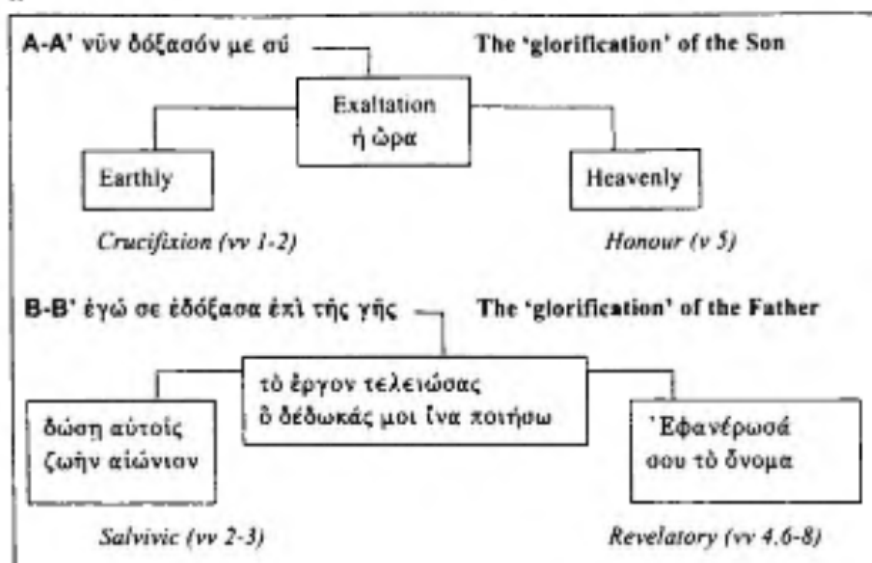 A-A' νῦν δόξασόν με σύ
The 'glorification' of the Son
Exaltation
ἡ ὥρα
Earthly
Heavenly
Crucifixion (vv 1-2)
Honour (v 5)
B-B' ἐγώ σε ἐδόξασα ἐπὶ τῆς γῆς
The 'glorification' of the Father
τὸ ἔργον τελειώσας
ὃ δέδωκάς μοι ἵνα ποιήσω
δώσῃ αὐτοῖς
ζωὴν αἰώνιον
Ἐφανέρωσά
σου τὸ ὄνομα
Salvivic (vv 2-3)
Revelatory (vv 4.6-8)